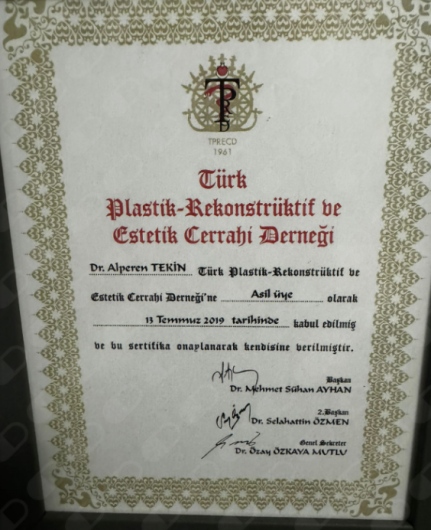 TPRECD
1961
Türk
Plastik-Rekonstrüktif ve
Estetik Cerrahi Derneği
Dr. Alperen TEKİN Türk Plastik-Rekonstrüktif ve
Estetik Cerrahi Derneği'ne Asil üye olarak
13 Temmuz 2019 tarihinde kabul edilmiş
ve bu sertifika onaylanarak kendisine verilmiştir.
Başkan
Dr. Mehmet Sühan AYHAN
2.Başkan
Dr. Selahattin ÖZMEN
Genel Sekreter
Dr. Özay ÖZKAYA MUTLU